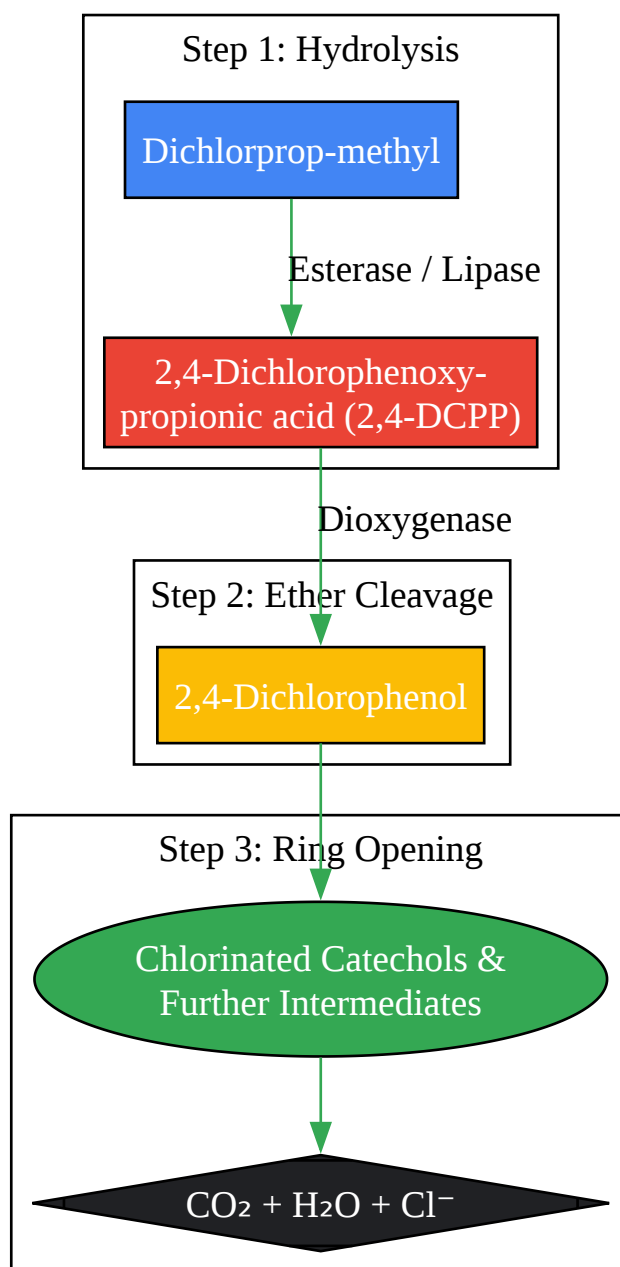 Step 1: Hydrolysis
Dichlorprop-methyl
Esterase / Lipase
2,4-Dichlorophenoxy-
propionic acid (2,4-DCPP)
Dioxygenase
Step 2: Ether Cleavage
2,4-Dichlorophenol
Step 3: Ring Opening
Chlorinated Catechols &
Further Intermediates
CO₂ + H₂O + Cl⁻